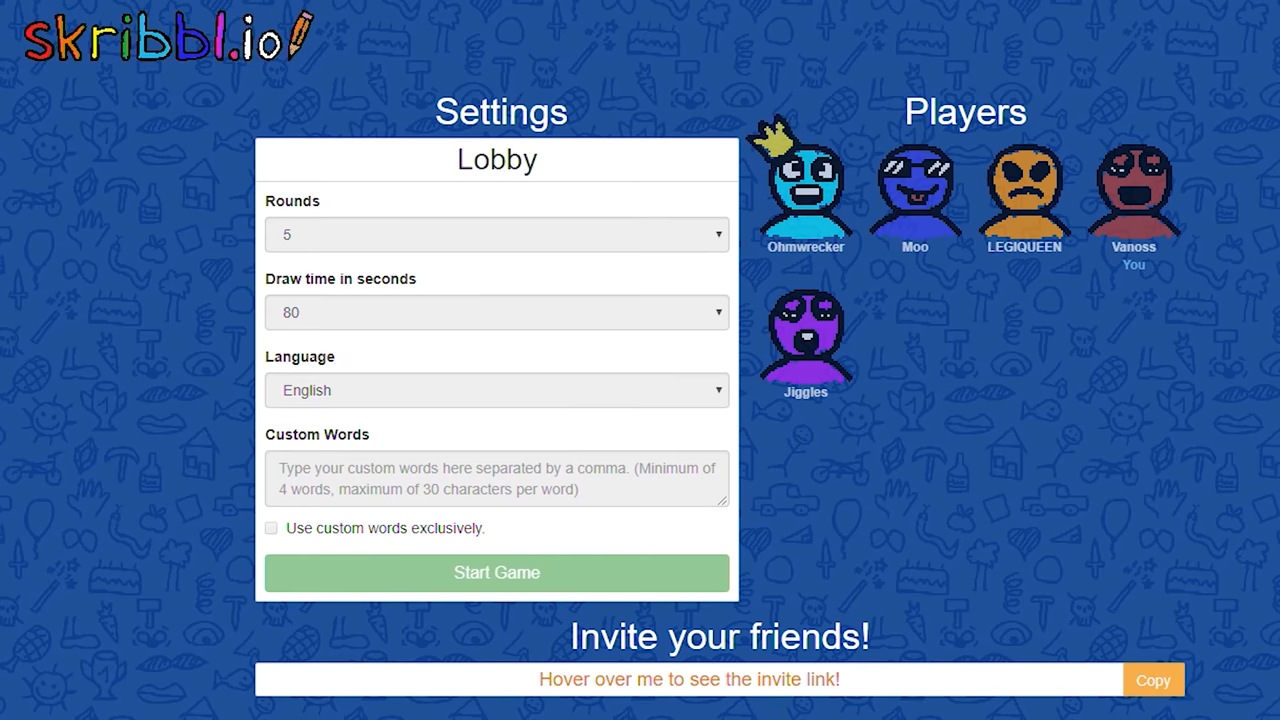 skribbl.io
Settings
Players
Lobby
Rounds
5
Draw time in seconds
80
Language
English
Custom Words
Type your custom words here separated by a comma. (Minimum of
4 words, maximum of 30 characters per word)
Use custom words exclusively.
Start Game
Ohmwrecker
Moo
LEGIQUEEN
Vanoss
You
Jiggles
Invite your friends!
Hover over me to see the invite link!
Copy